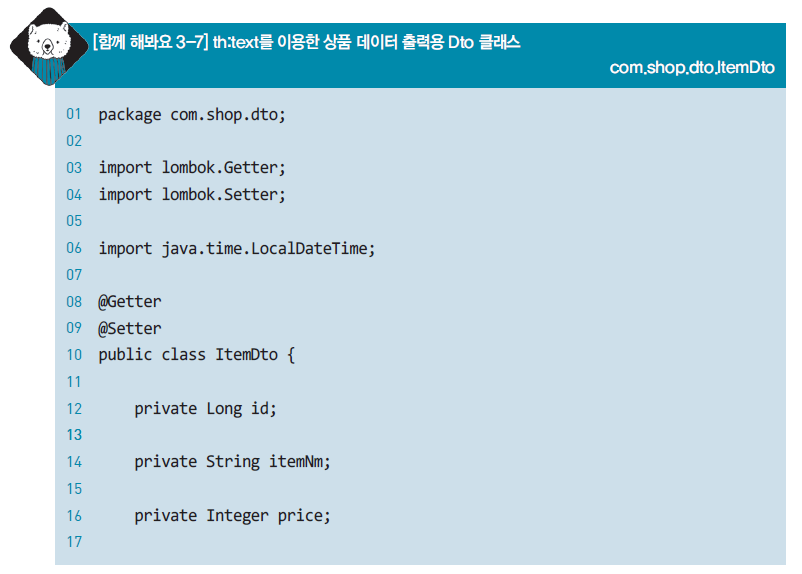 [함께 해봐요 3-7] th:text를 이용한 상품 데이터 출력용 Dto 클래스
com.shop.dto.ItemDto
01 package com.shop.dto;
02
03 import lombok.Getter;
04 import lombok.Setter;
05
06 import java.time.LocalDateTime;
07
08 @Getter
09 @Setter
10 public class ItemDto {
11
12     private Long id;
13
14     private String itemNm;
15
16     private Integer price;
17